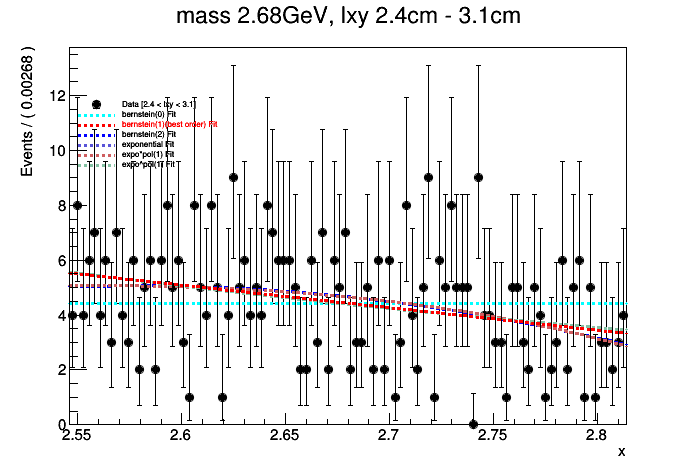 mass 2.68GeV, lxy 2.4cm - 3.1cm
Events / ( 0.00268 )
12
10
8
6
4
2
0
Data [2.4 < lxy < 3.1]
bernstein(0) Fit
bernstein(1)(best order) Fit
bernstein(2) Fit
exponential Fit
expo*pol(1) Fit
expo*pol(1) Fit
2.55 2.6 2.65 2.7 2.75 2.8
x